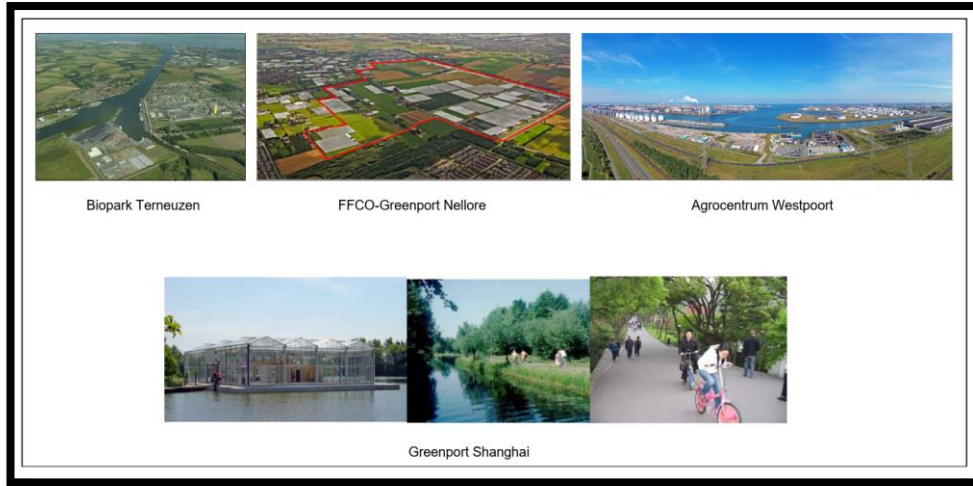 Biopark Terneuzen
FFCO-Greenport Nellore
Agrocentrum Westpoort
Greenport Shanghai